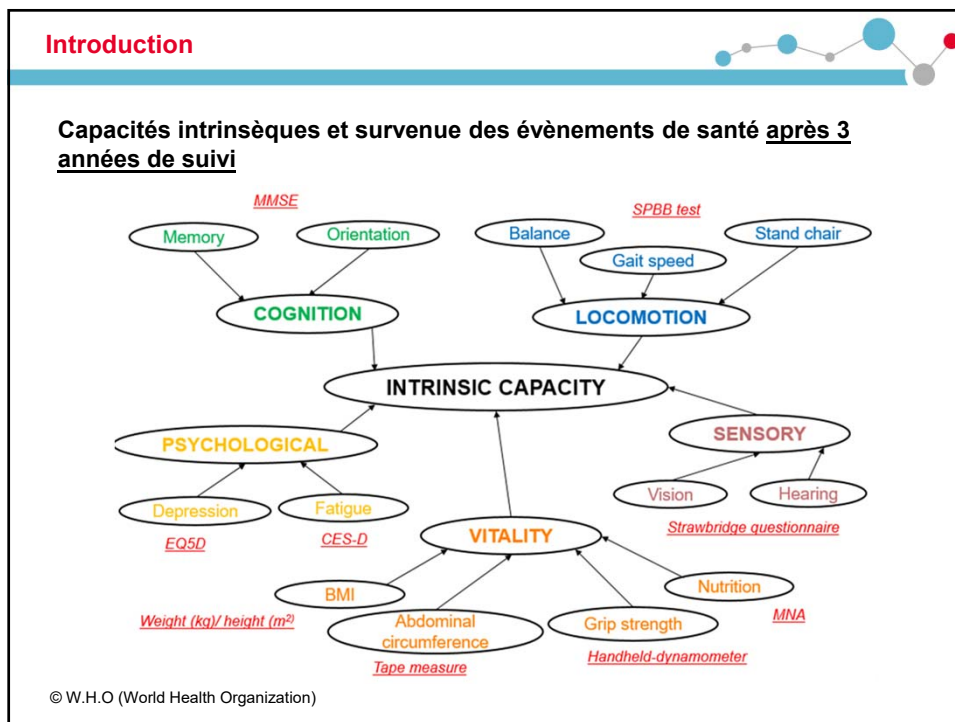 Introduction
Capacités intrinsèques et survenue des évènements de santé après 3
années de suivi
MMSE
SPBB test
Memory
Orientation
Balance
Stand chair
Gait speed
COGNITION
LOCOMOTION
INTRINSIC CAPACITY
PSYCHOLOGICAL
SENSORY
Depression
Fatigue
Vision
Hearing
EQ5D
CES-D
VITALITY
Strawbridge questionnaire
BMI
Nutrition
Weight (kg)/ height (m²)
Abdominal
circumference
Grip strength
MNA
Tape measure
Handheld-dynamometer
© W.H.O (World Health Organization)